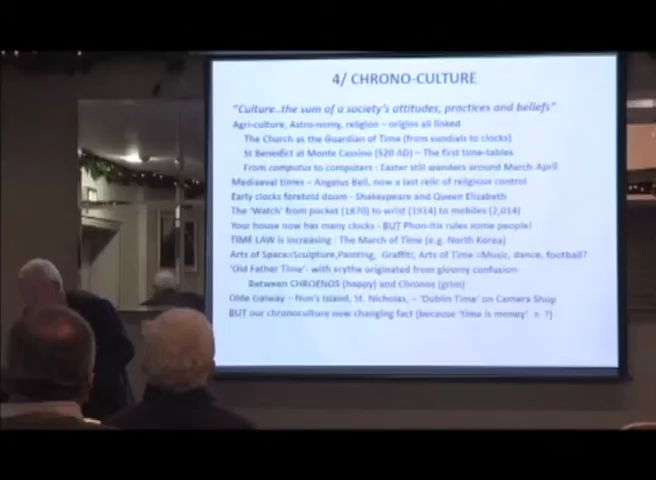 4/ CHRONO-CULTURE
"Culture..the sum of a society's attitudes, practices and beliefs"
Agri-culture, Astro-nomy, religion – origins all linked
The Church as the Guardian of Time (from sundials to clocks)
St Benedict at Monte Cassino (520 AD) – The first time-tables
From computus to computers : Easter still wanders around March-April
Mediaeval times – Angelus Bell, now a last relic of religious control
Early clocks foretold doom - Shakespeare and Queen Elizabeth
The 'Watch' from pocket (1870) to wrist (1914) to mobiles (2,014)
Your house now has many clocks - BUT Phon-itis rules some people!
TIME LAW is increasing : The March of Time (e.g. North Korea)
Arts of Space:Sculpture,Painting, Graffiti, Arts of Time :Music, dance, football?
'Old Father Time'- with scythe originated from gloomy confusion-
Between CHROENOS (happy) and Chronos (grim)
Olde Galway – Nun's Island, St. Nicholas, – 'Dublin Time' on Camera Shop
BUT our chronoculture now changing fact (because 'time is money' = ?)